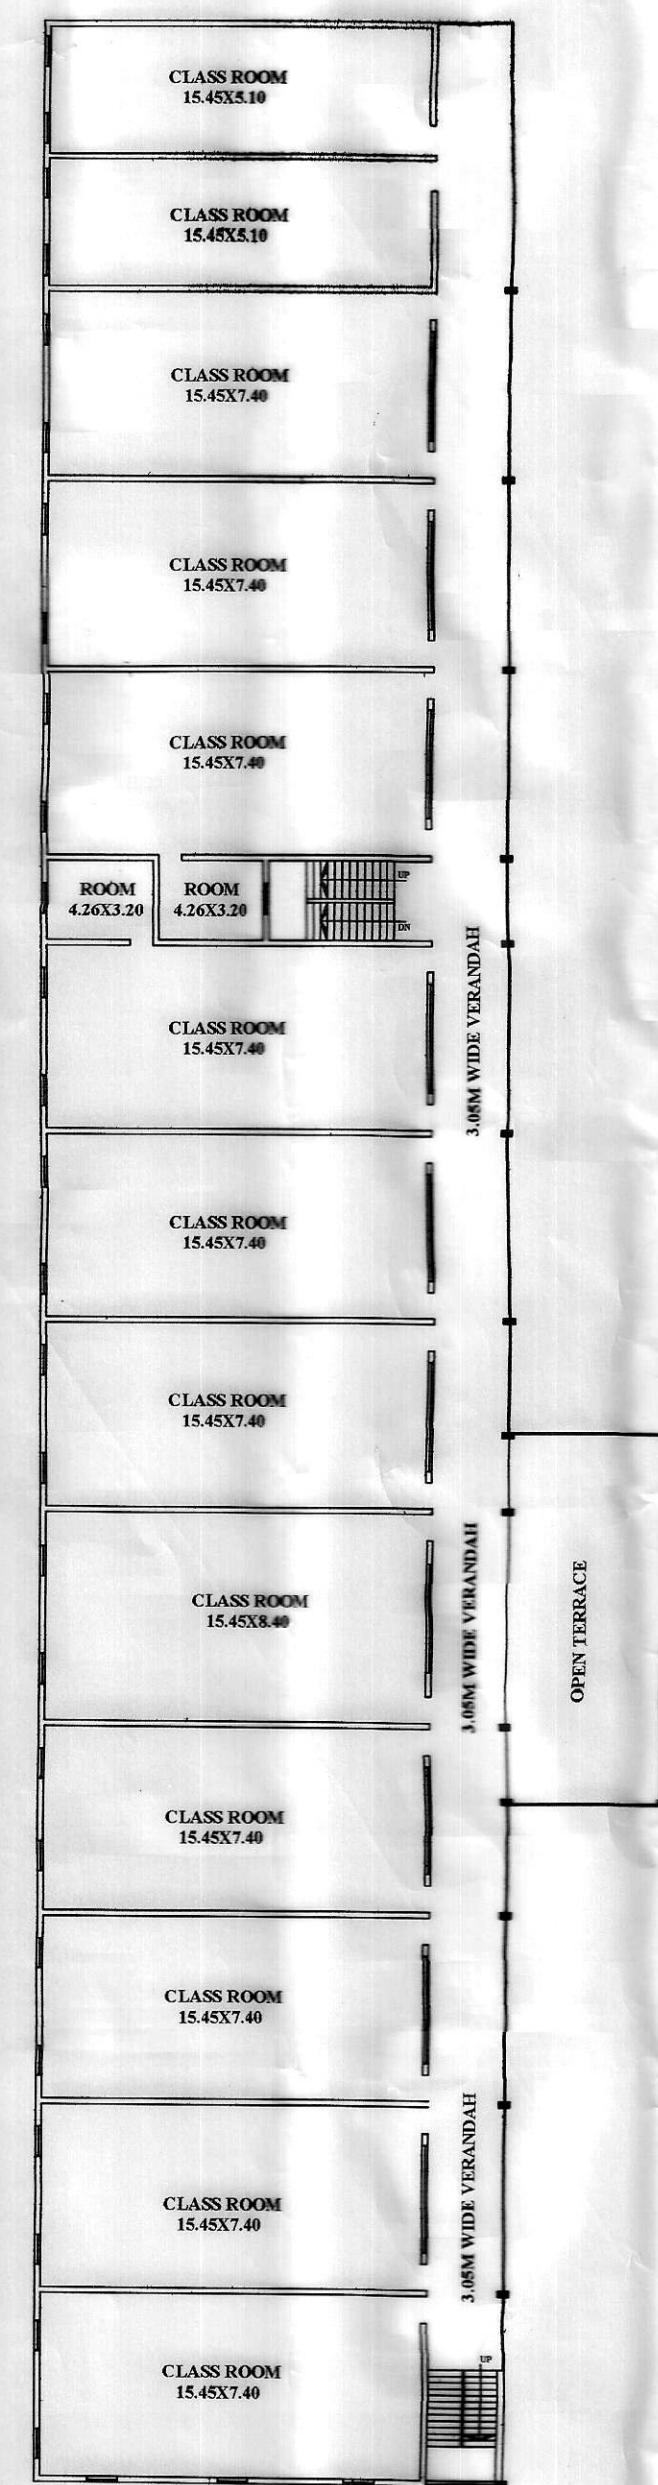 CLASS ROOM
15.45X5.10
CLASS ROOM
15.45X5.10
CLASS ROOM
15.45X7.40
CLASS ROOM
15.45X7.40
CLASS ROOM
15.45X7.40
ROOM
4.26X3.20
ROOM
4.26X3.20
UP
DN
3.05M WIDE VERANDAH
CLASS ROOM
15.45X7.40
CLASS ROOM
15.45X7.40
CLASS ROOM
15.45X7.40
CLASS ROOM
15.45X8.40
3.05M WIDE VERANDAH
OPEN TERRACE
CLASS ROOM
15.45X7.40
CLASS ROOM
15.45X7.40
CLASS ROOM
15.45X7.40
3.05M WIDE VERANDAH
CLASS ROOM
15.45X7.40
UP